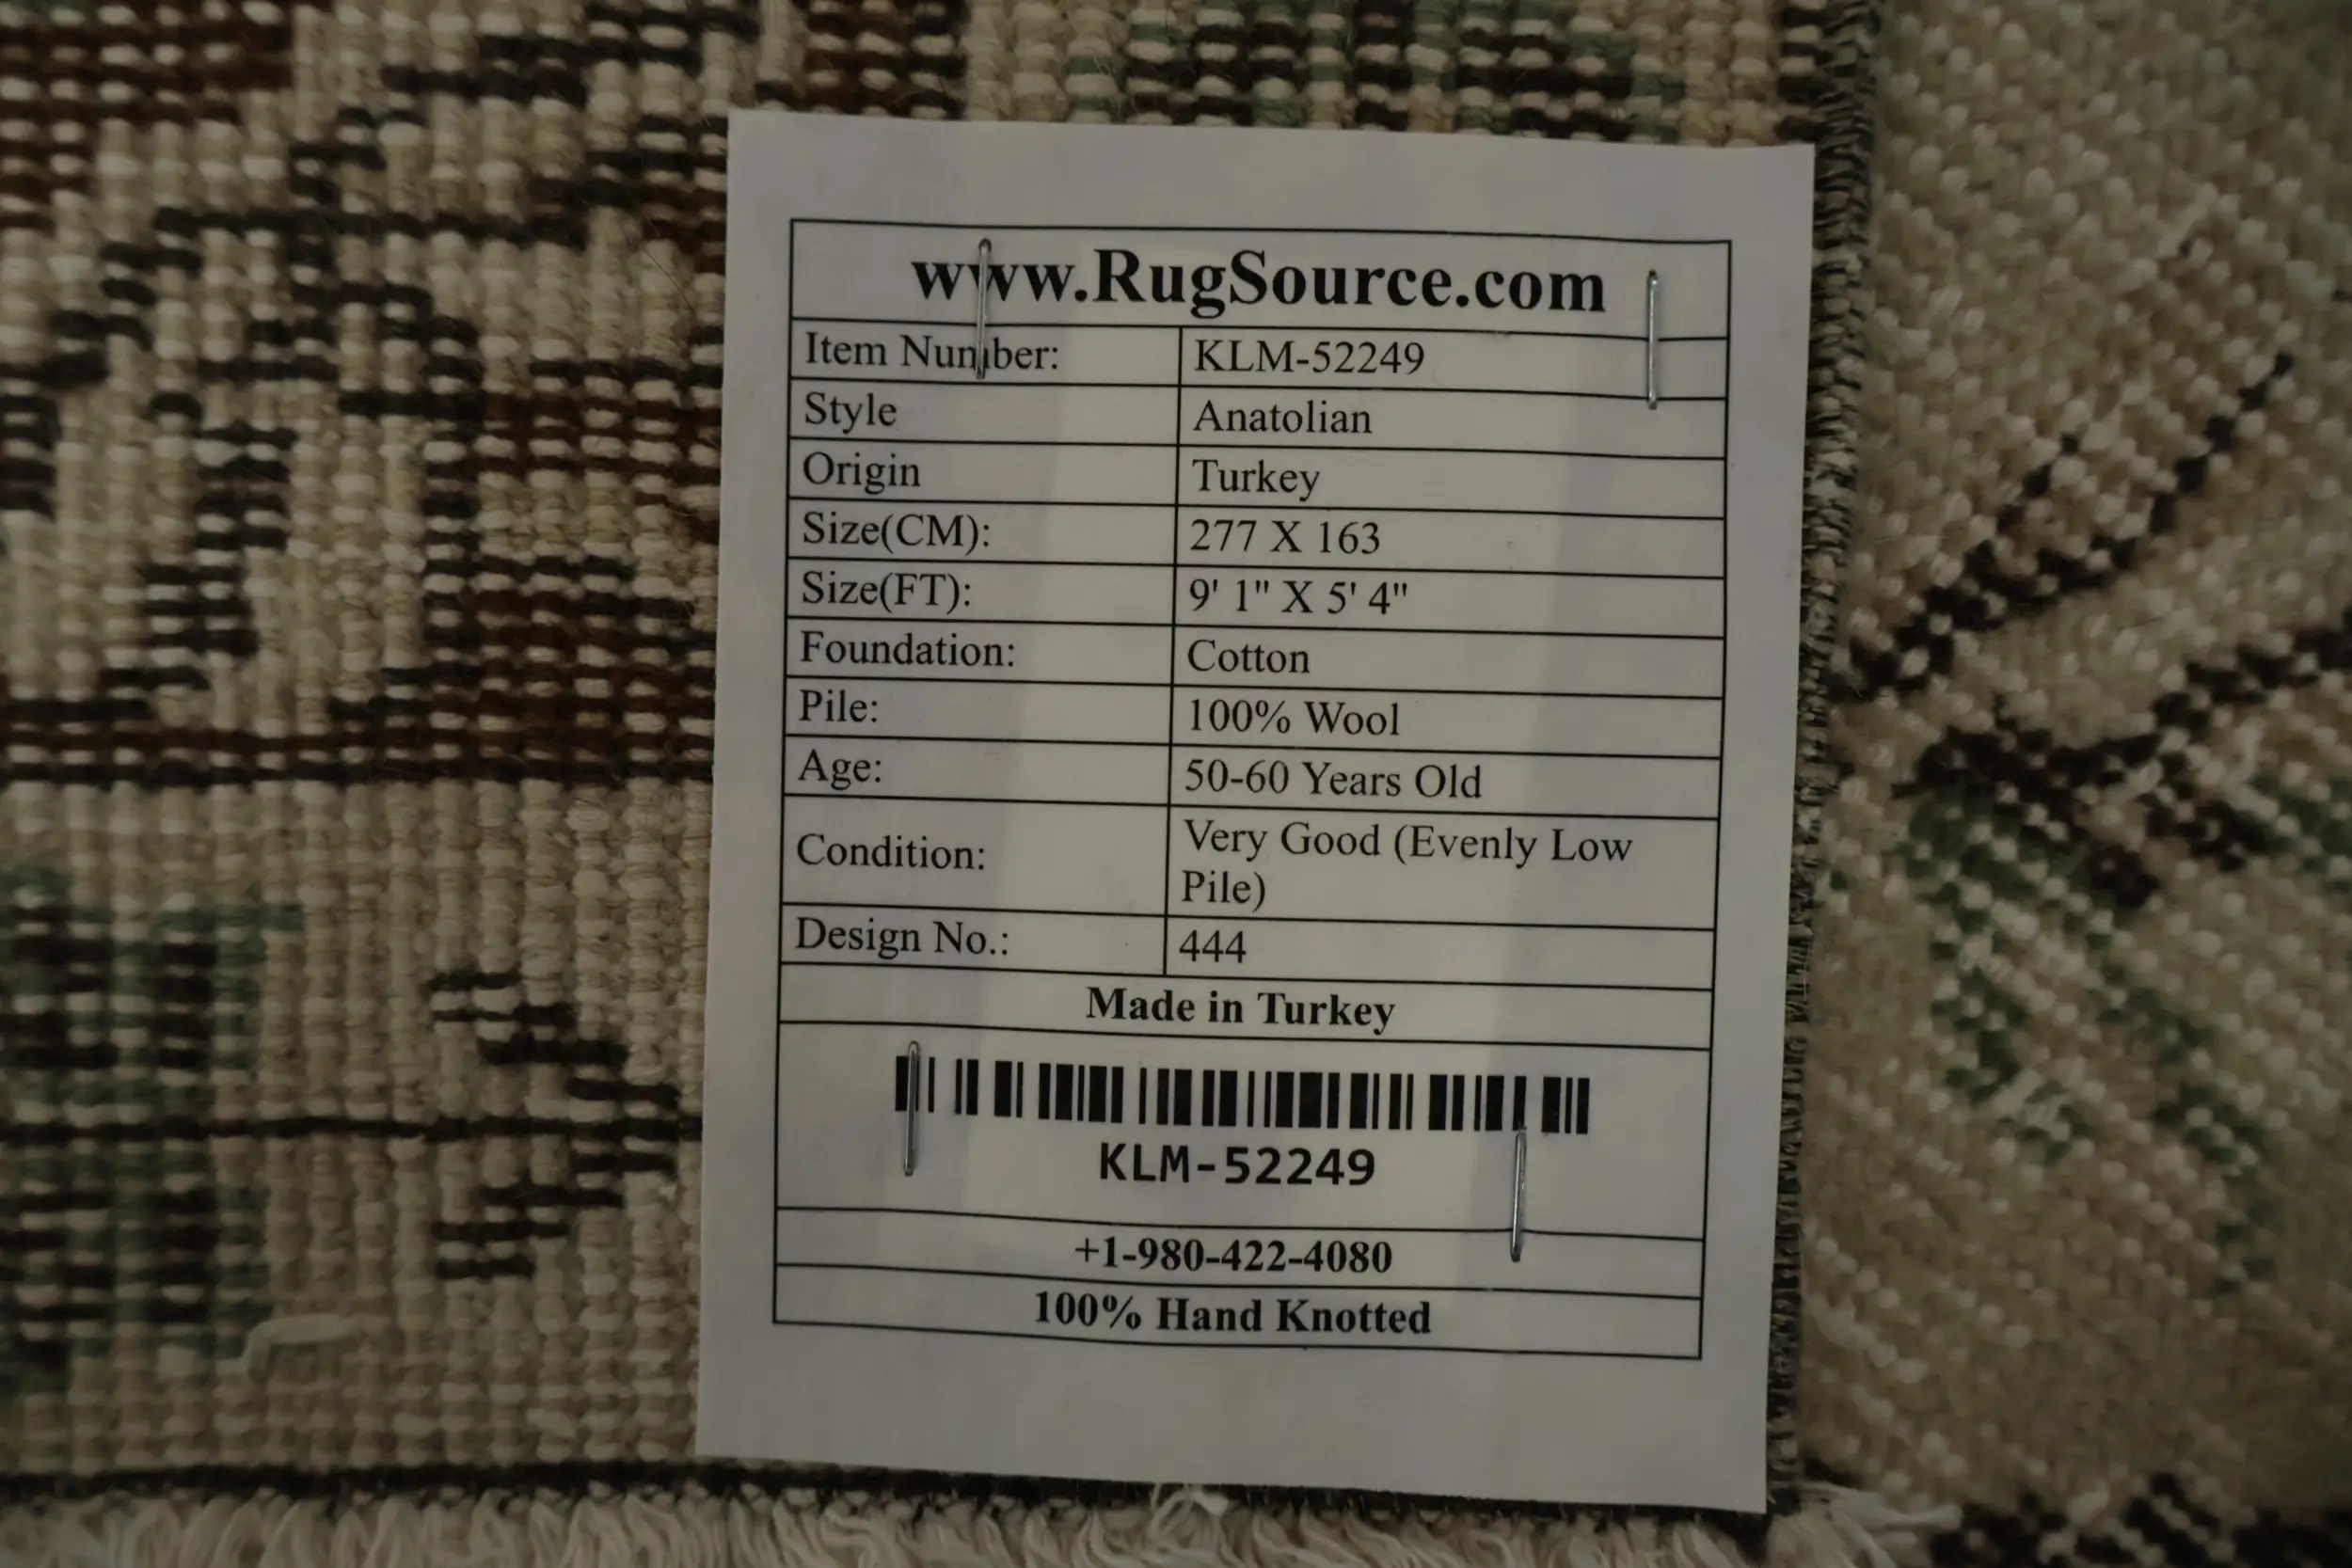 www.RugSource.com
Item Number: KLM-52249
Style Anatolian
Origin Turkey
Size(CM): 277 X 163
Size(FT): 9' 1" X 5' 4"
Foundation: Cotton
Pile: 100% Wool
Age: 50-60 Years Old
Condition: Very Good (Evenly Low
Pile)
Design No.: 444
Made in Turkey
KLM-52249
+1-980-422-4080
100% Hand Knotted